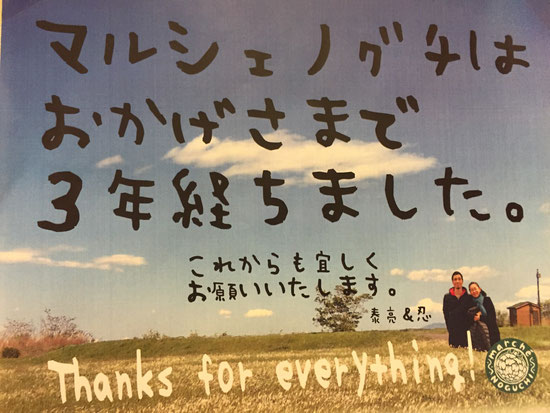 マルシェノグチは
おかげさまで
3年経ちました。
これからも宜しく
お願いいたします。
泰亮&忍
Thanks for everything!
marché
NOGUCHI